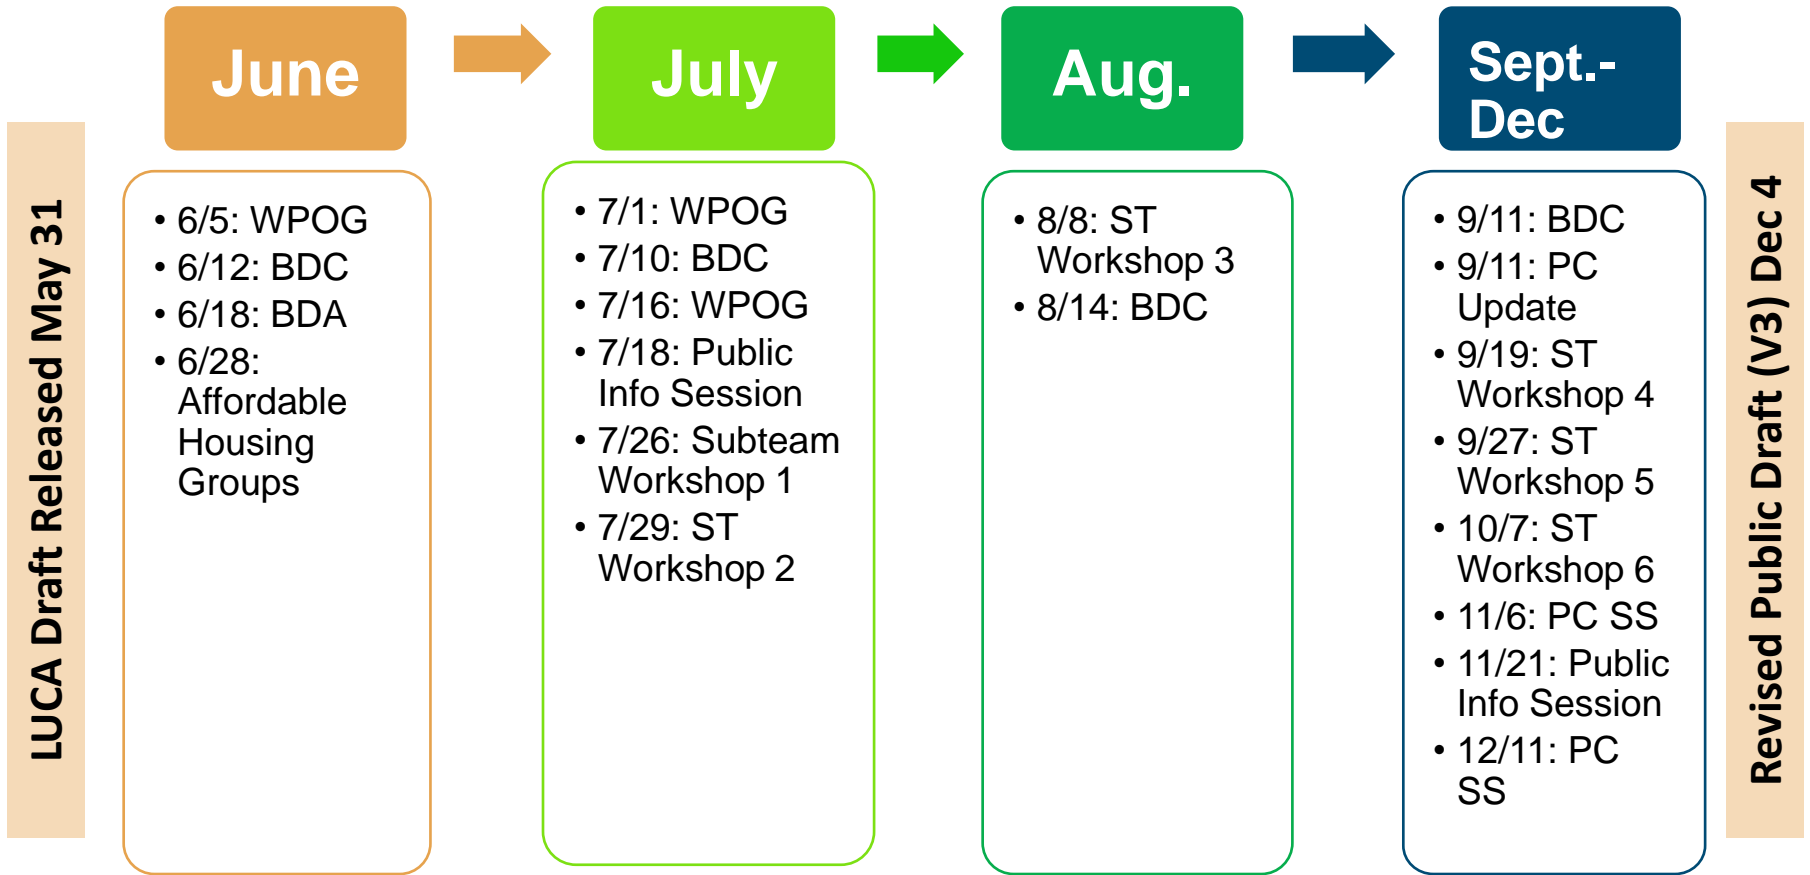 LUCA Draft Released May 31
June
• 6/5: WPOG
• 6/12: BDC
• 6/18: BDA
• 6/28:
Affordable
Housing
Groups
July
• 7/1: WPOG
• 7/10: BDC
• 7/16: WPOG
• 7/18: Public
Info Session
• 7/26: Subteam
Workshop 1
• 7/29: ST
Workshop 2
Aug.
• 8/8: ST
Workshop 3
• 8/14: BDC
Sept.-
Dec
• 9/11: BDC
• 9/11: PC
Update
• 9/19: ST
Workshop 4
• 9/27: ST
Workshop 5
• 10/7: ST
Workshop 6
• 11/6: PC SS
• 11/21: Public
Info Session
• 12/11: PC
SS
Revised Public Draft (V3) Dec 4